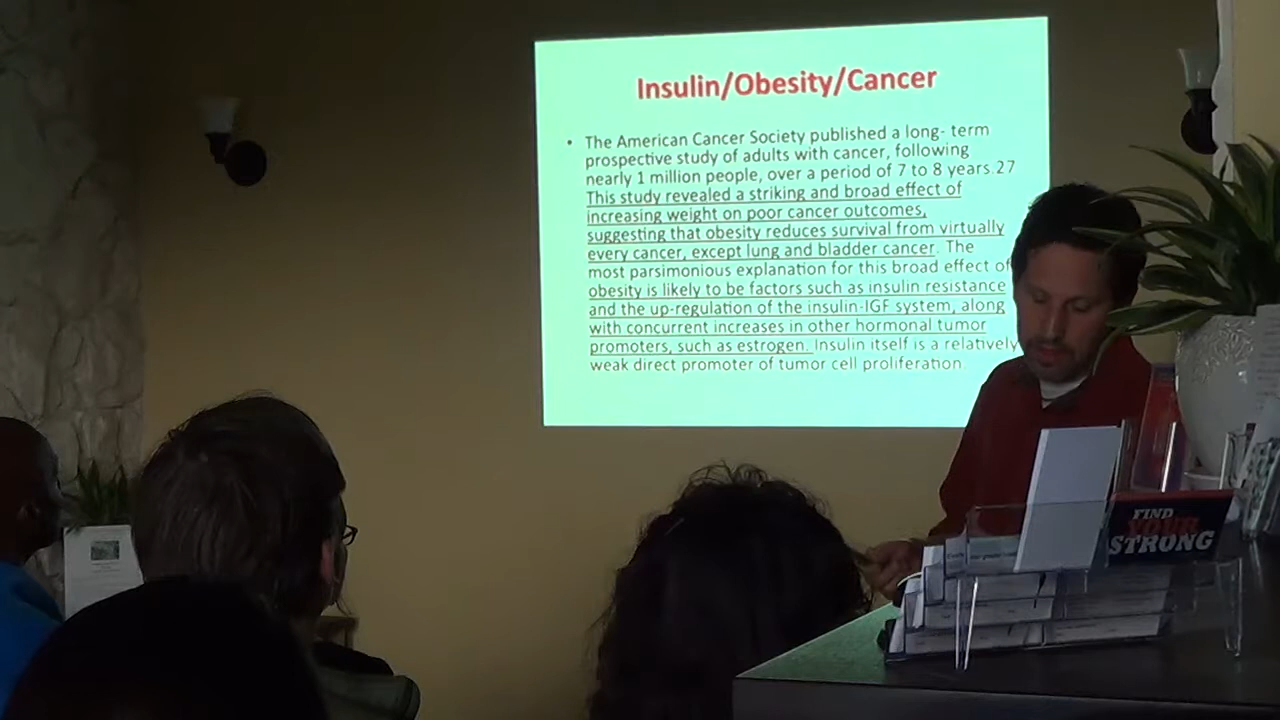 Insulin/Obesity/Cancer
• The American Cancer Society published a long- term
prospective study of adults with cancer, following
nearly 1 million people, over a period of 7 to 8 years.27
This study revealed a striking and broad effect of
increasing weight on poor cancer outcomes,
suggesting that obesity reduces survival from virtually
every cancer, except lung and bladder cancer. The
most parsimonious explanation for this broad effect of
obesity is likely to be factors such as insulin resistance
and the up-regulation of the insulin-IGF system, along
with concurrent increases in other hormonal tumor
promoters, such as estrogen. Insulin itself is a relatively
weak direct promoter of tumor cell proliferation.
FIND
YOUR
STRONG